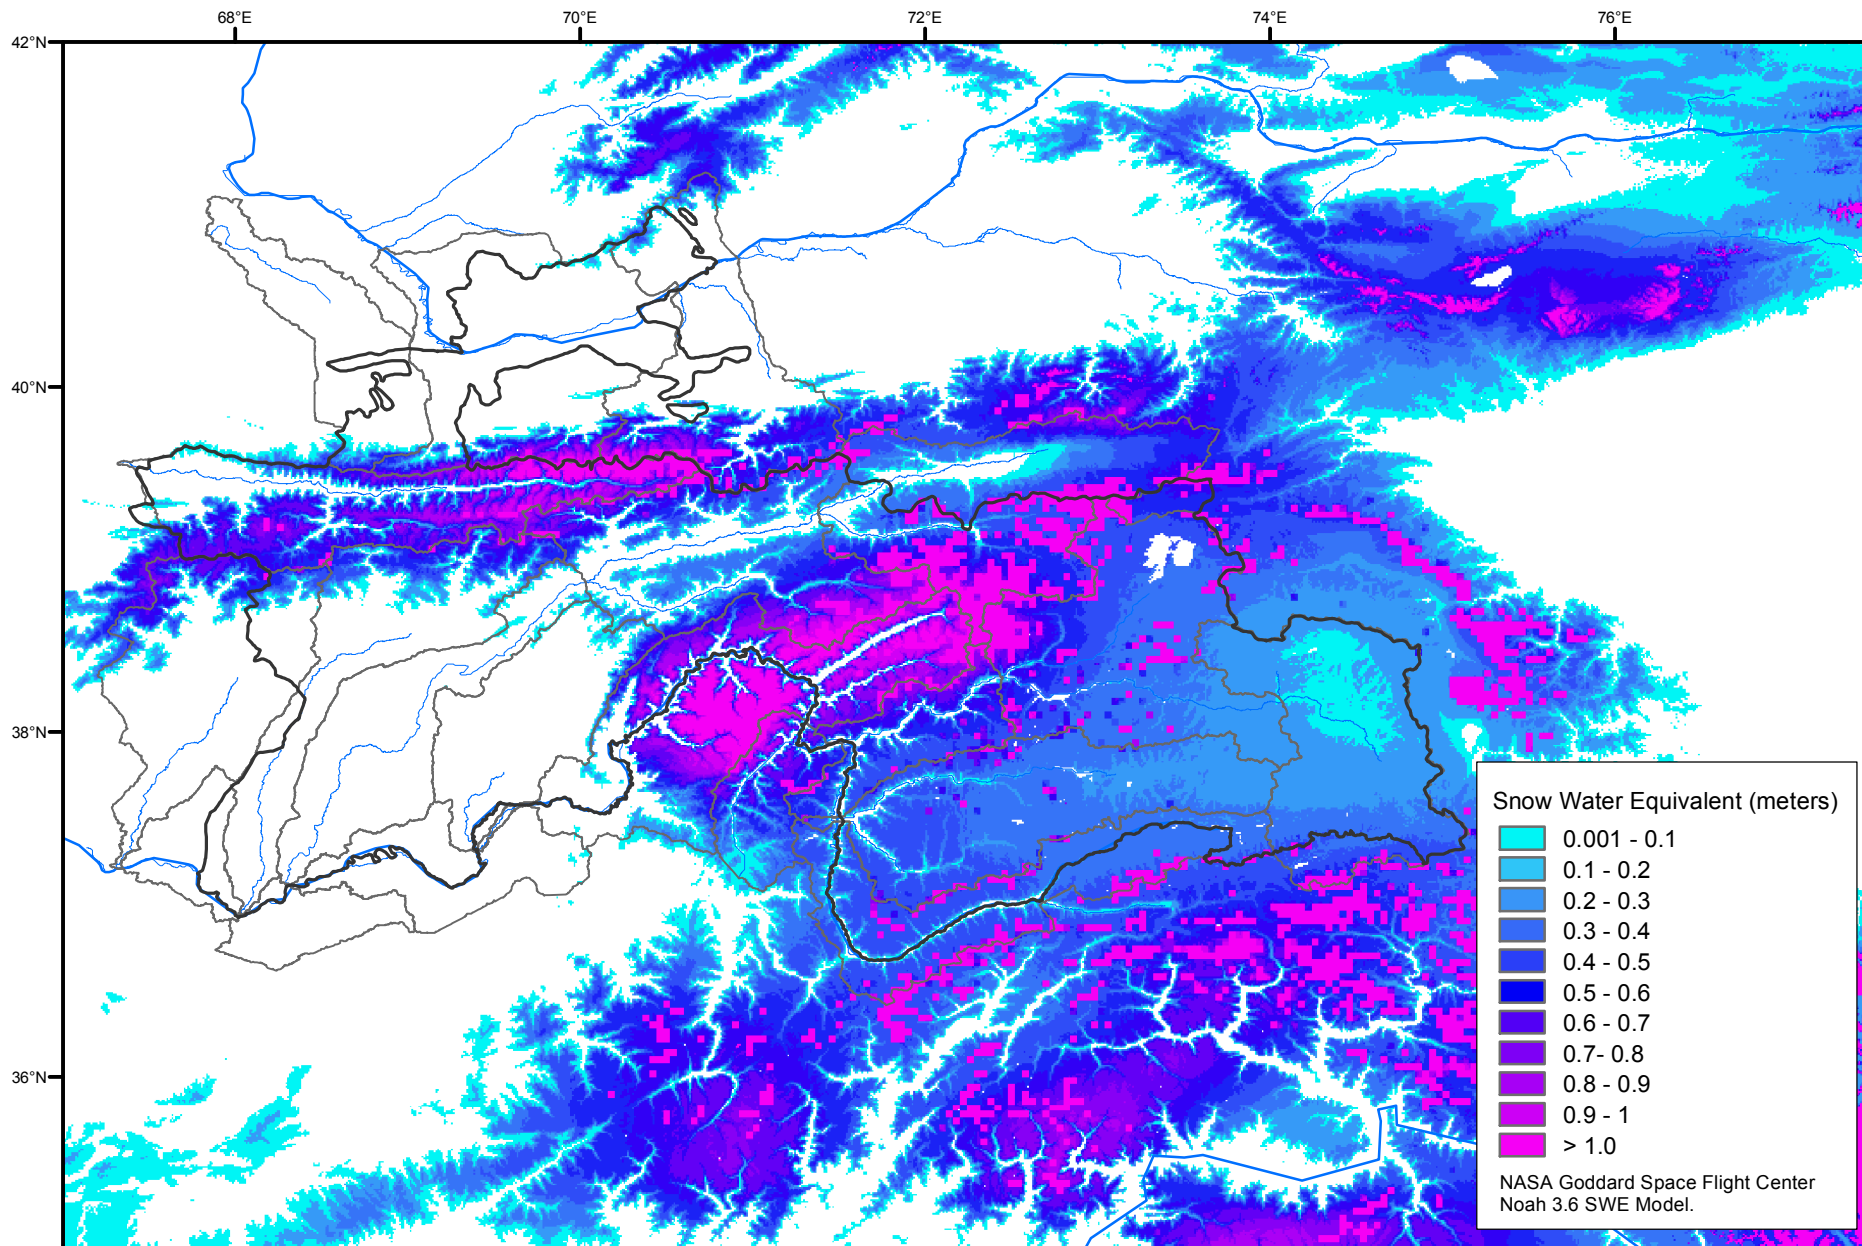 68°E 70°E 72°E 74°E 76°E
42°N
40°N
38°N
36°N
Snow Water Equivalent (meters)
0.001 - 0.1
0.1 - 0.2
0.2 - 0.3
0.3 - 0.4
0.4 - 0.5
0.5 - 0.6
0.6 - 0.7
0.7- 0.8
0.8 - 0.9
0.9 - 1
> 1.0
NASA Goddard Space Flight Center
Noah 3.6 SWE Model.